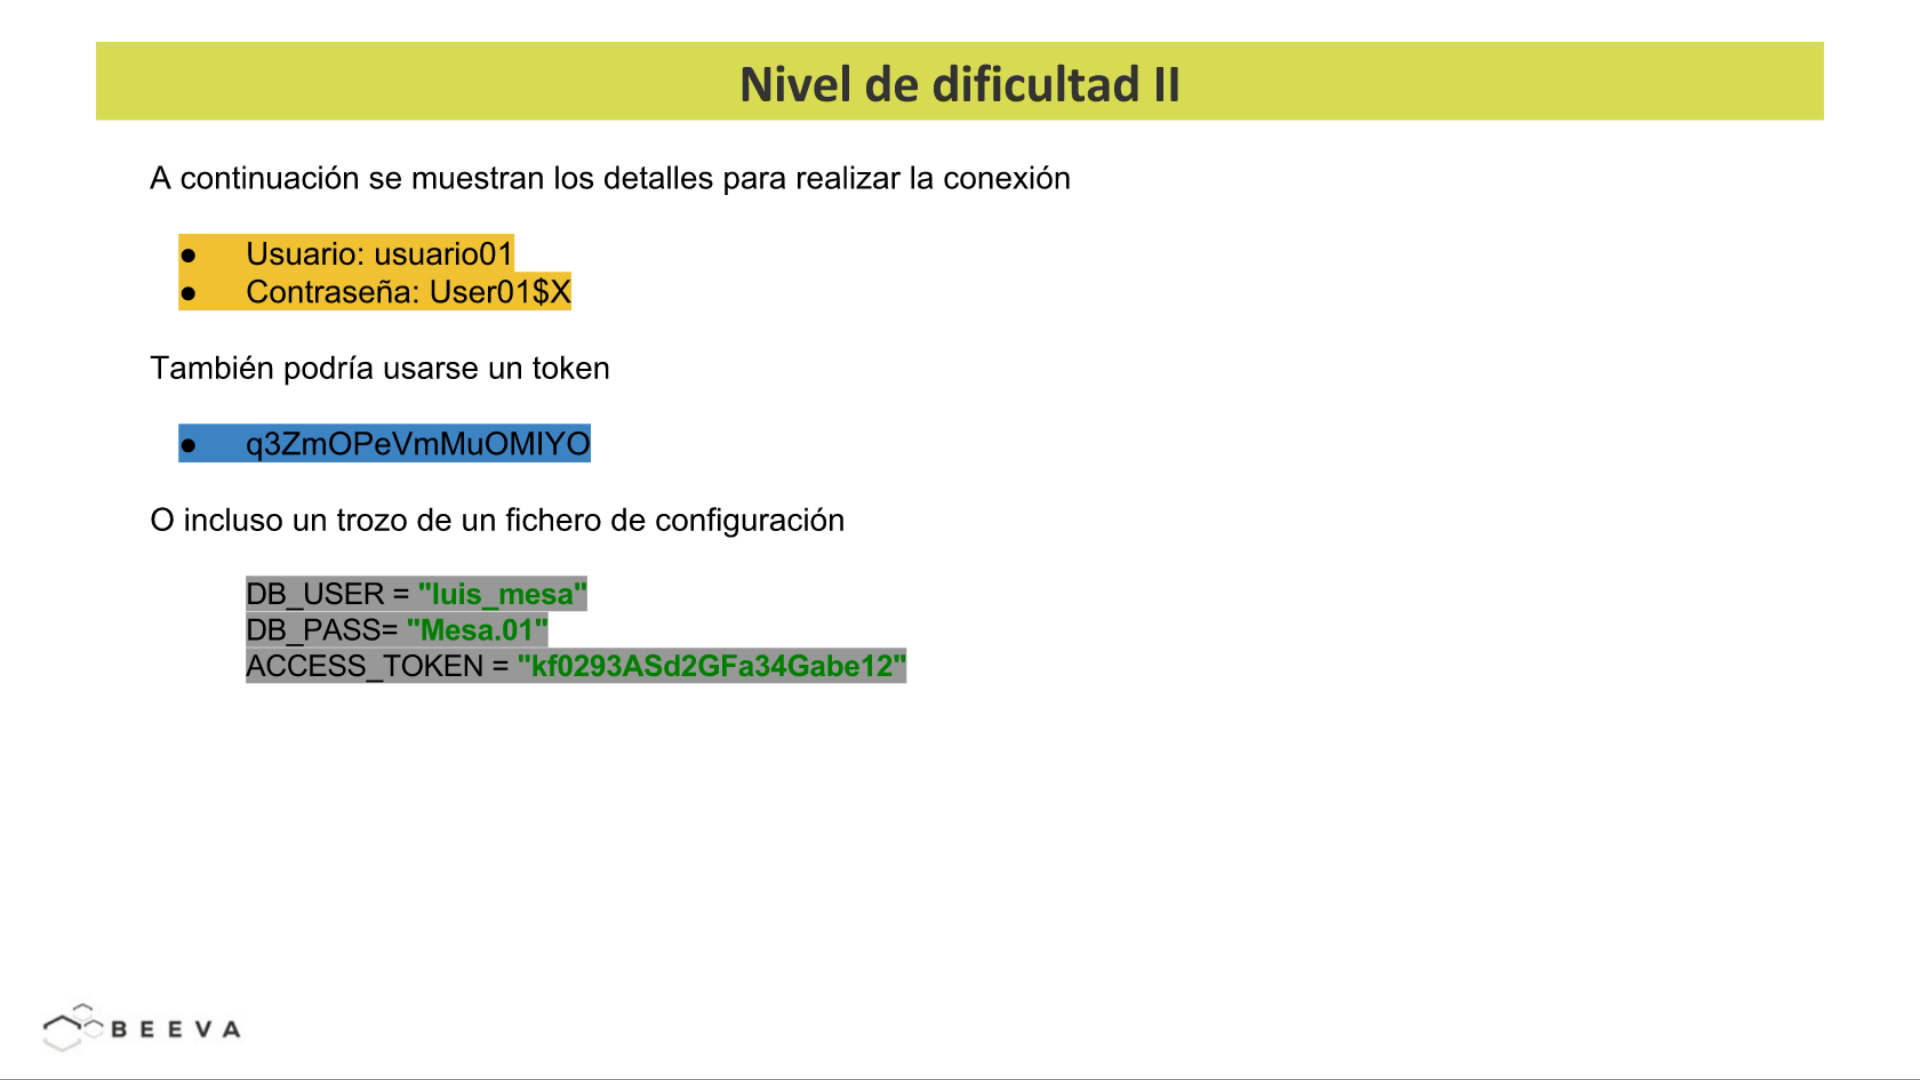 Nivel de dificultad II
A continuación se muestran los detalles para realizar la conexión
● Usuario: usuario01
● Contraseña: User01$X
También podría usarse un token
● q3ZmOPeVmMuOMIYO
O incluso un trozo de un fichero de configuración
DB_USER = "luis_mesa"
DB_PASS= "Mesa.01"
ACCESS_TOKEN = "kf0293ASd2GFa34Gabe12"
BEEVA